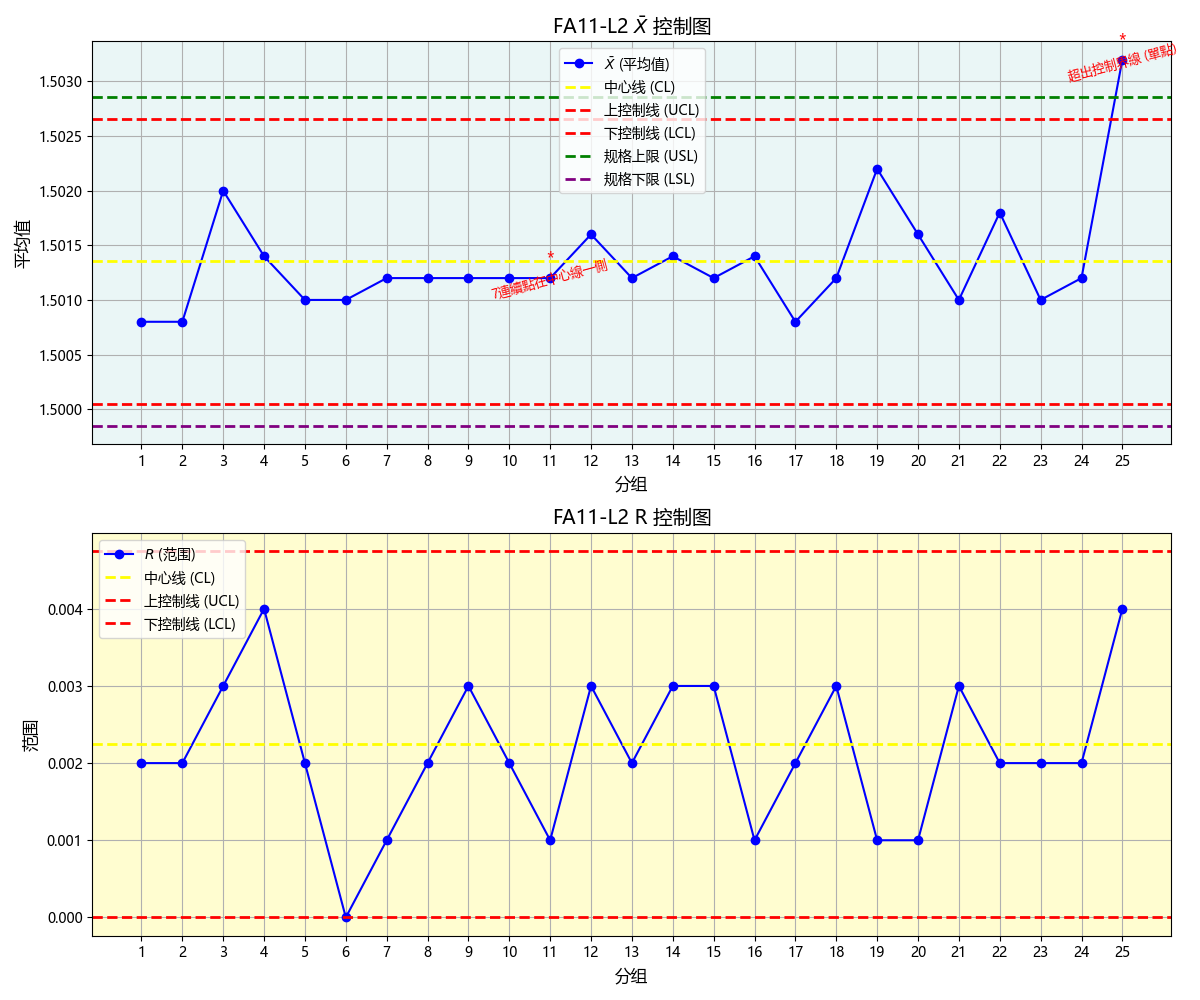 FA11-L2 X̄ 控制图
X̄ (平均值)
中心线 (CL)
上控制线 (UCL)
下控制线 (LCL)
规格上限 (USL)
规格下限 (LSL)
*
超出控制界線 (單點)
*
7連續點在中心線一側
平均值
1.5030
1.5025
1.5020
1.5015
1.5010
1.5005
1.5000
1 2 3 4 5 6 7 8 9 10 11 12 13 14 15 16 17 18 19 20 21 22 23 24 25
分组
FA11-L2 R 控制图
R (范围)
中心线 (CL)
上控制线 (UCL)
下控制线 (LCL)
范围
0.004
0.003
0.002
0.001
0.000
1 2 3 4 5 6 7 8 9 10 11 12 13 14 15 16 17 18 19 20 21 22 23 24 25
分组